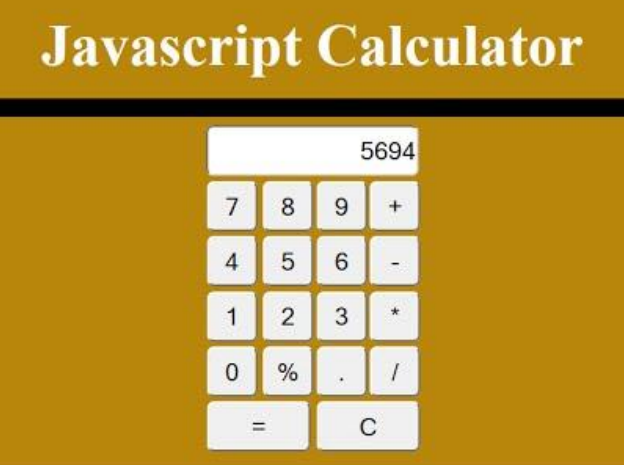 Javascript Calculator
5694
7 8 9 +
4 5 6 -
1 2 3 *
0 % . /
= C